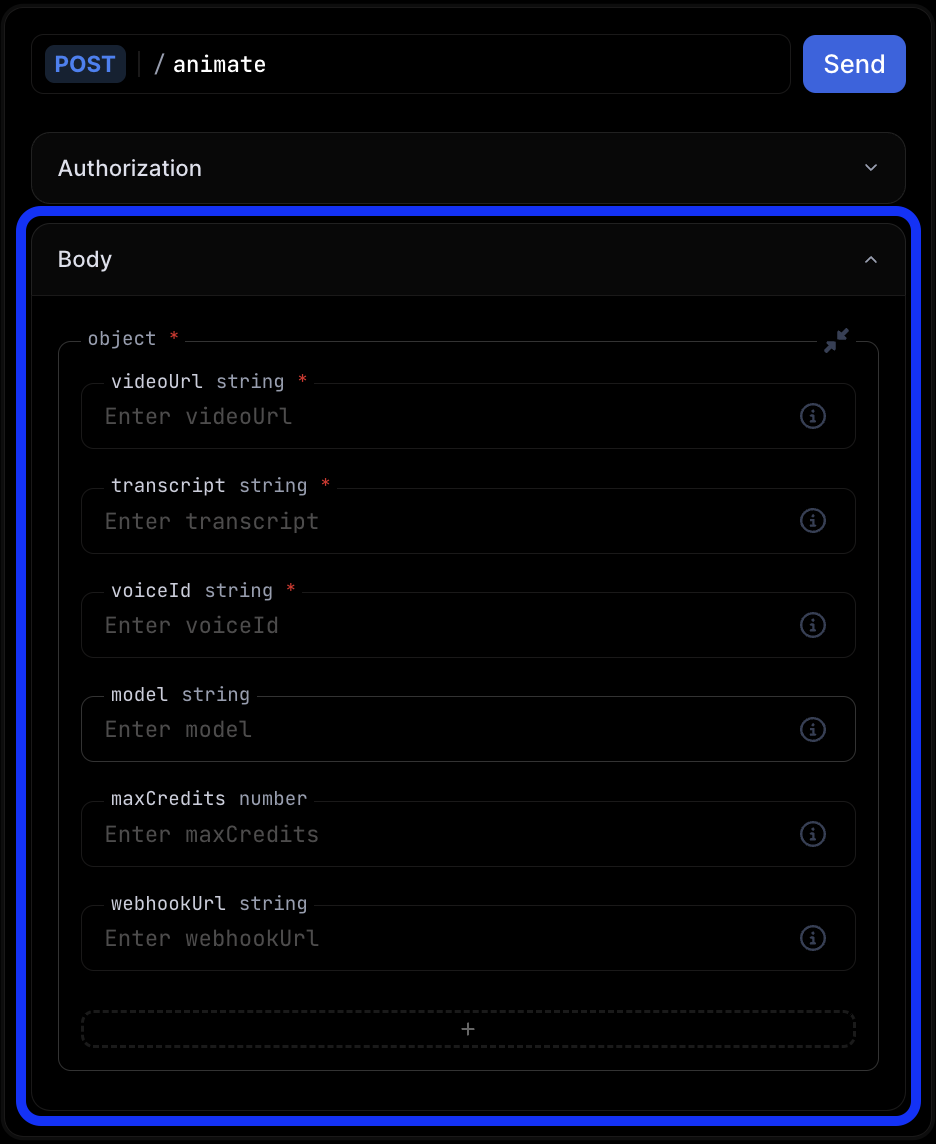 POST / animate Send
Authorization
Body
object *
videoUrl string *
Enter videoUrl
transcript string *
Enter transcript
voiceId string *
Enter voiceId
model string
Enter model
maxCredits number
Enter maxCredits
webhookUrl string
Enter webhookUrl
+